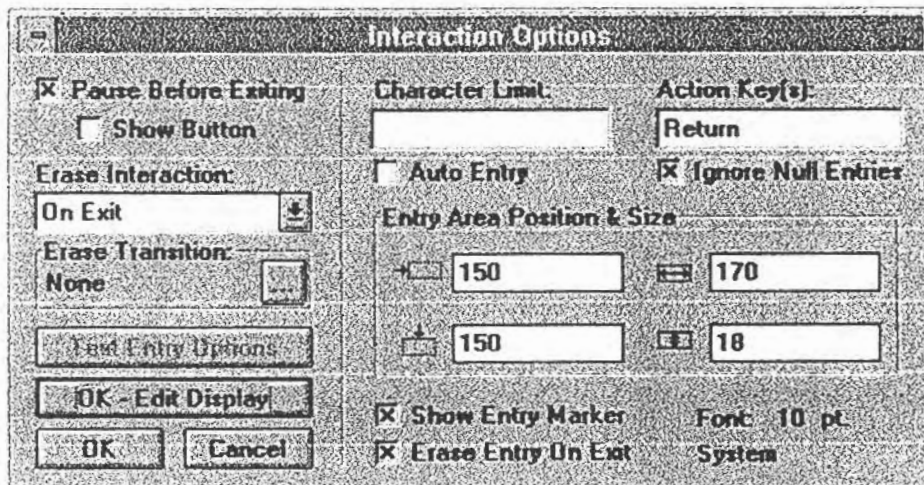 Interaction Options
Pause Before Exiting
Show Button
Erase Interaction:
On Exit
Erase Transition:
None
...
Text Entry Options
OK - Edit Display
OK
Cancel
Character Limit:
Auto Entry
Action Key(s):
Return
Ignore Null Entries
Entry Area Position & Size
150
170
150
18
Show Entry Marker
Erase Entry On Exit
Font: 10 pt.
System